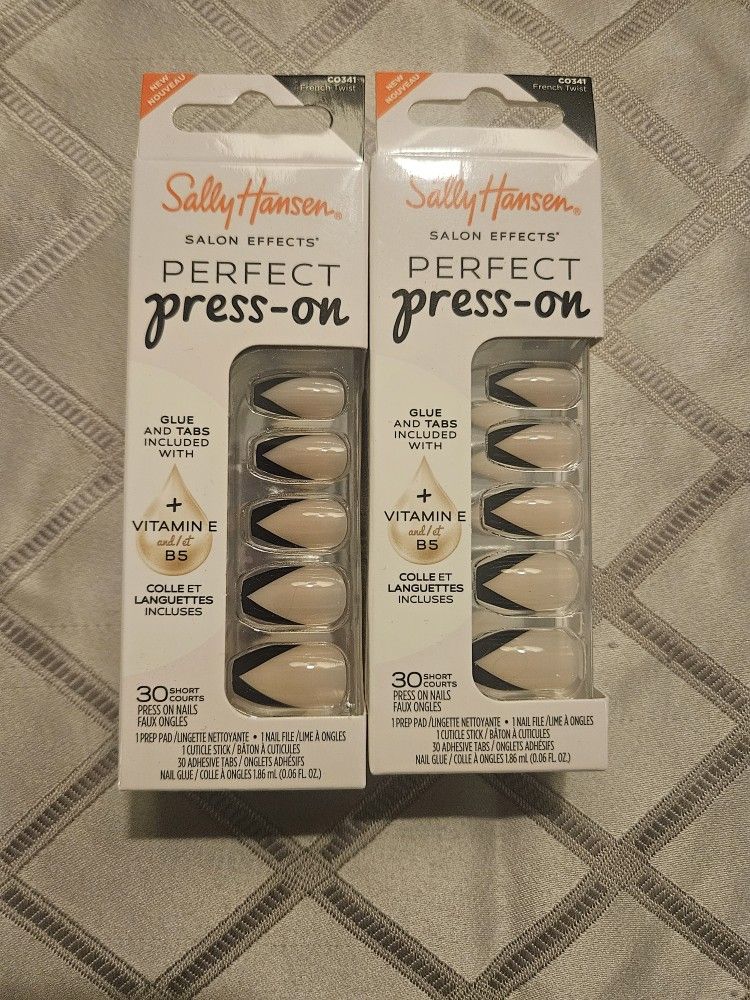 NEW
NOUVEAU
CO341
French Twist
Sally Hansen®
SALON EFFECTS®
PERFECT
press-on
GLUE
AND TABS
INCLUDED
WITH
+
VITAMIN E
and/et
B5
COLLE ET
LANGUETTES
INCLUSES
30 SHORT
COURTS
PRESS ON NAILS
FAUX ONGLES
1 PREP PAD /LINGETTE NETTOYANTE • 1 NAIL FILE /LIME À ONGLES
1 CUTICLE STICK / BÂTON À CUTICULES
30 ADHESIVE TABS / ONGLETS ADHÉSIFS
NAIL GLUE / COLLE À ONGLES 1.86 mL (0.06 FL. OZ.)
NEW
NOUVEAU
CO341
French Twist
Sally Hansen®
SALON EFFECTS®
PERFECT
press-on
GLUE
AND TABS
INCLUDED
WITH
+
VITAMIN E
and/et
B5
COLLE ET
LANGUETTES
INCLUSES
30 SHORT
COURTS
PRESS ON NAILS
FAUX ONGLES
1 PREP PAD /LINGETTE NETTOYANTE • 1 NAIL FILE /LIME À ONGLES
1 CUTICLE STICK / BÂTON À CUTICULES
30 ADHESIVE TABS / ONGLETS ADHÉSIFS
NAIL GLUE / COLLE À ONGLES 1.86 mL (0.06 FL. OZ.)